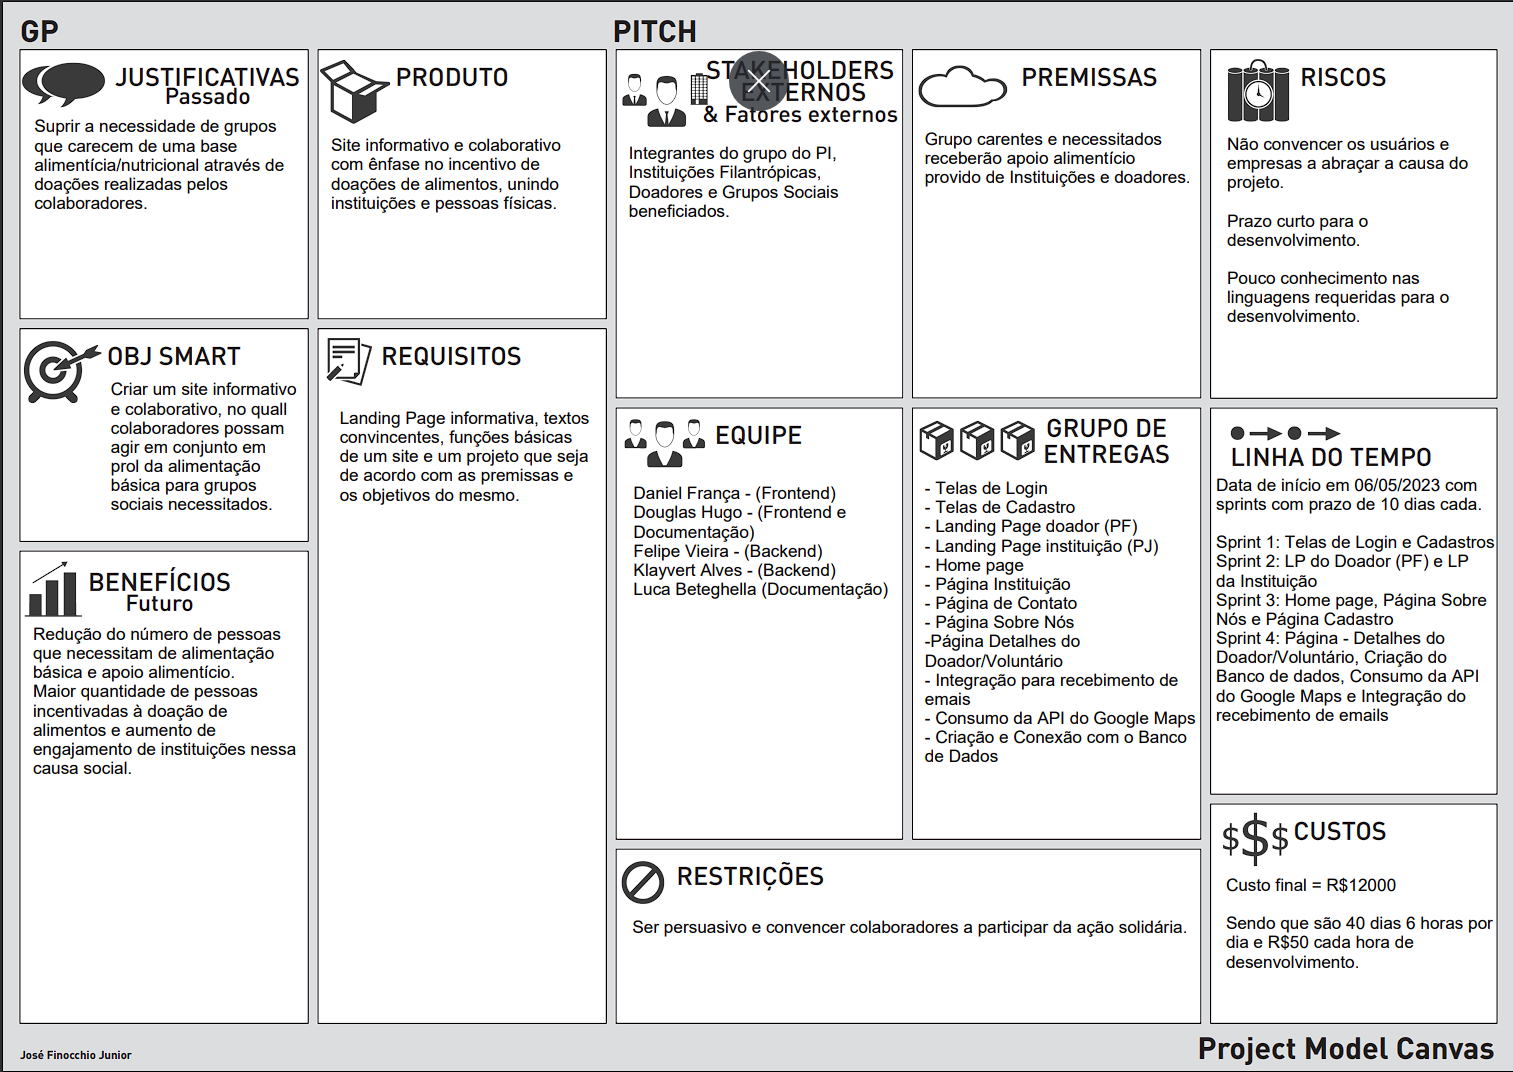 GP
PITCH
JUSTIFICATIVAS
Passado
Suprir a necessidade de grupos
que carecem de uma base
alimentícia/nutricional através de
doações realizadas pelos
colaboradores.
PRODUTO
Site informativo e colaborativo
com ênfase no incentivo de
doações de alimentos, unindo
instituições e pessoas físicas.
STAKEHOLDERS
EXTERNOS
& Fatores externos
Integrantes do grupo do PI,
Instituições Filantrópicas,
Doadores e Grupos Sociais
beneficiados.
PREMISSAS
Grupo carentes e necessitados
receberão apoio alimentício
provido de Instituições e doadores.
RISCOS
Não convencer os usuários e
empresas a abraçar a causa do
projeto.
Prazo curto para o
desenvolvimento.
Pouco conhecimento nas
linguagens requeridas para o
desenvolvimento.
OBJ SMART
Criar um site informativo
e colaborativo, no quall
colaboradores possam
agir em conjunto em
prol da alimentação
básica para grupos
sociais necessitados.
REQUISITOS
Landing Page informativa, textos
convincentes, funções básicas
de um site e um projeto que seja
de acordo com as premissas e
os objetivos do mesmo.
EQUIPE
Daniel França - (Frontend)
Douglas Hugo - (Frontend e
Documentação)
Felipe Vieira - (Backend)
Klayvert Alves - (Backend)
Luca Beteghella (Documentação)
GRUPO DE
ENTREGAS
- Telas de Login
- Telas de Cadastro
- Landing Page doador (PF)
- Landing Page instituição (PJ)
- Home page
- Página Instituição
- Página de Contato
- Página Sobre Nós
-Página Detalhes do
Doador/Voluntário
- Integração para recebimento de
emais
- Consumo da API do Google Maps
- Criação e Conexão com o Banco
de Dados
LINHA DO TEMPO
Data de início em 06/05/2023 com
sprints com prazo de 10 dias cada.
Sprint 1: Telas de Login e Cadastros
Sprint 2: LP do Doador (PF) e LP
da Instituição
Sprint 3: Home page, Página Sobre
Nós e Página Cadastro
Sprint 4: Página - Detalhes do
Doador/Voluntário, Criação do
Banco de dados, Consumo da API
do Google Maps e Integração do
recebimento de emails
BENEFÍCIOS
Futuro
Redução do número de pessoas
que necessitam de alimentação
básica e apoio alimentício.
Maior quantidade de pessoas
incentivadas à doação de
alimentos e aumento de
engajamento de instituições nessa
causa social.
RESTRIÇÕES
Ser persuasivo e convencer colaboradores a participar da ação solidária.
$$$ CUSTOS
Custo final = R$12000
Sendo que são 40 dias 6 horas por
dia e R$50 cada hora de
desenvolvimento.
José Finocchio Junior
Project Model Canvas